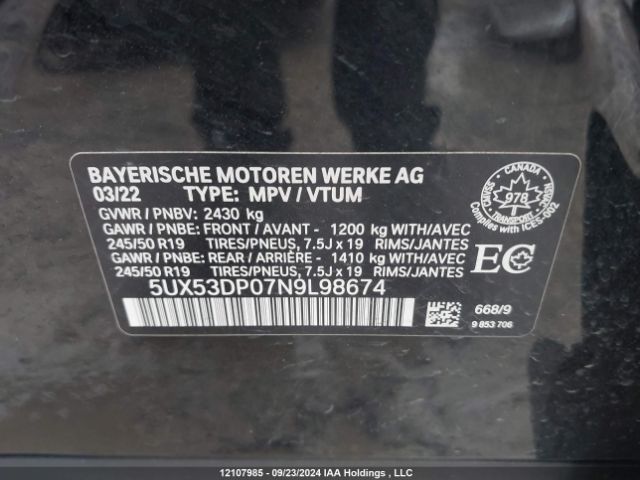 BAYERISCHE MOTOREN WERKE AG
03/22 TYPE: MPV / VTUM
GVWR / PNBV: 2430 kg
GAWR / PNBE: FRONT / AVANT - 1200 kg WITH/AVEC
245/50 R19 TIRES/PNEUS, 7.5J x 19 RIMS/JANTES
GAWR / PNBE: REAR / ARRIÈRE - 1410 kg WITH/AVEC
245/50 R19 TIRES/PNEUS, 7.5J x 19 RIMS/JANTES
5UX53DP07N9L98674
CANADA
978
TRANSPORT
Complies with ICES-002
EC
668/9
9 853 706
12107985 - 09/23/2024 IAA Holdings , LLC